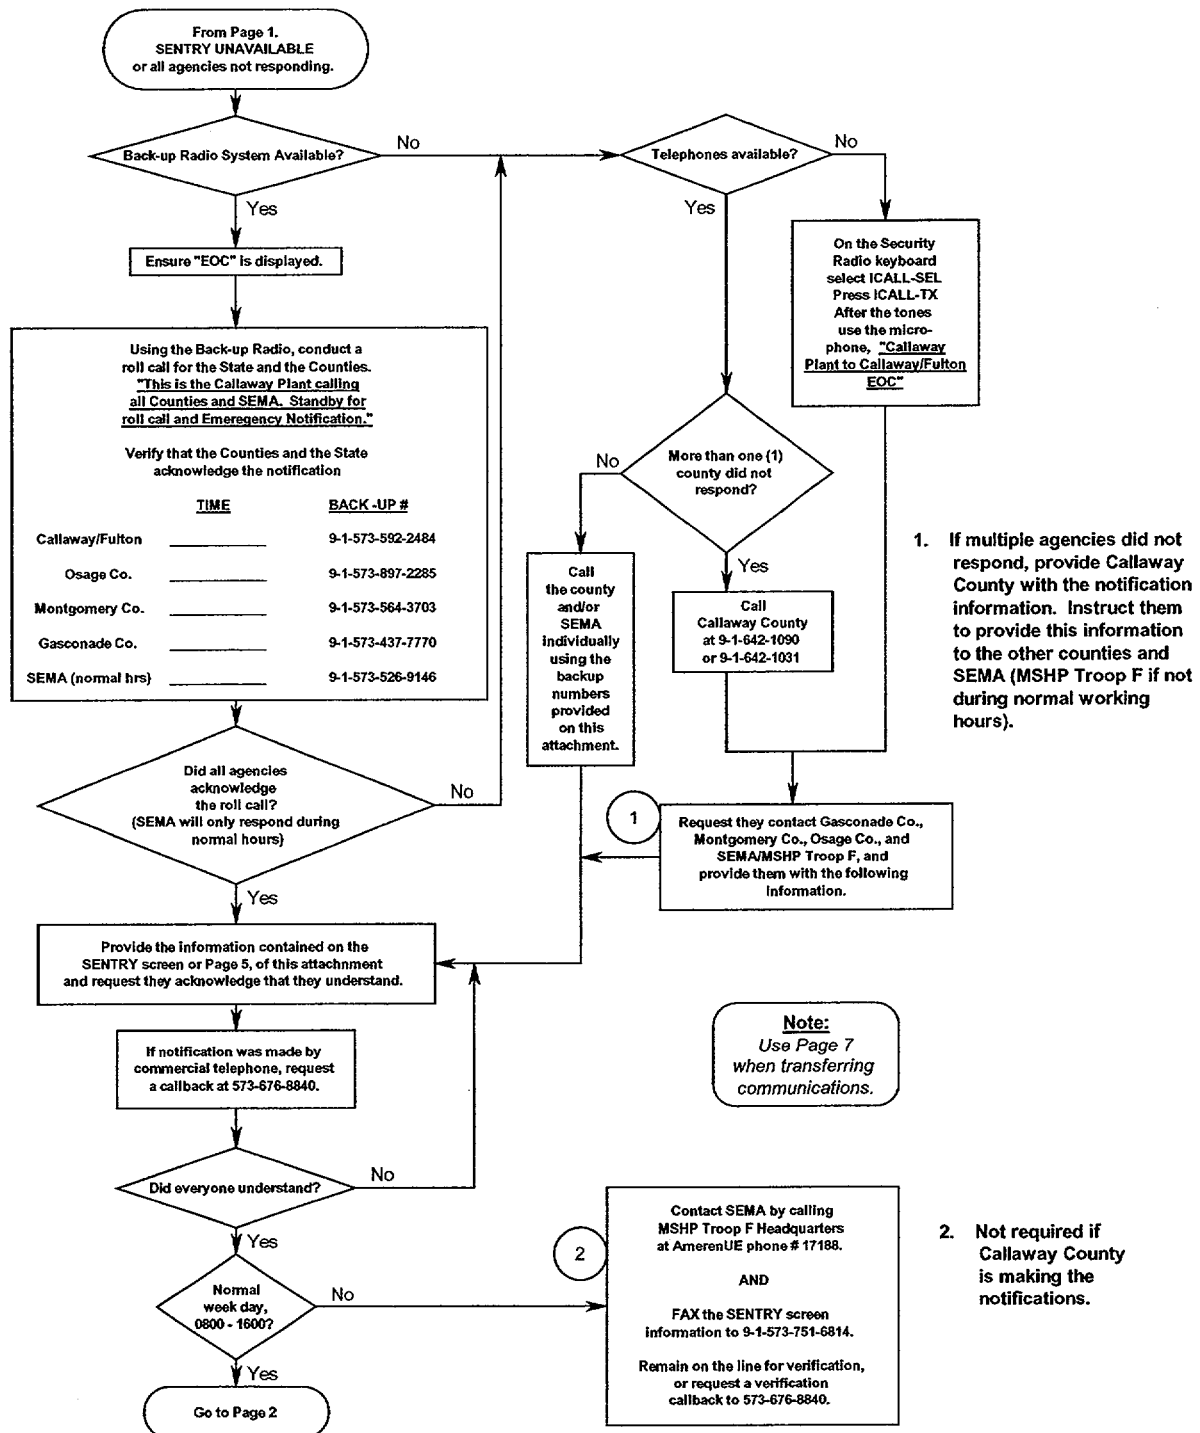 From Page 1.
SENTRY UNAVAILABLE
or all agencies not responding.
Back-up Radio System Available?
No
Yes
Ensure "EOC" is displayed.
Using the Back-up Radio, conduct a
roll call for the State and the Counties.
"This is the Callaway Plant calling
all Counties and SEMA. Standby for
roll call and Emeregency Notification."
Verify that the Counties and the State
acknowledge the notification
TIME BACK -UP #
Callaway/Fulton 9-1-573-592-2484
Osage Co. 9-1-573-897-2285
Montgomery Co. 9-1-573-564-3703
Gasconade Co. 9-1-573-437-7770
SEMA (normal hrs) 9-1-573-526-9146
Did all agencies
acknowledge
the roll call?
(SEMA will only respond during
normal hours)
No
Yes
Telephones available?
No
Yes
On the Security
Radio keyboard
select ICALL-SEL
Press ICALL-TX
After the tones
use the micro-
phone, "Callaway
Plant to Callaway/Fulton
EOC"
More than one (1)
county did not
respond?
No
Yes
Call
the county
and/or
SEMA
individually
using the
backup
numbers
provided
on this
attachment.
Call
Callaway County
at 9-1-642-1090
or 9-1-642-1031
1. If multiple agencies did not
respond, provide Callaway
County with the notification
information. Instruct them
to provide this information
to the other counties and
SEMA (MSHP Troop F if not
during normal working
hours).
1
Request they contact Gasconade Co.,
Montgomery Co., Osage Co., and
SEMA/MSHP Troop F, and
provide them with the following
Information.
Provide the information contained on the
SENTRY screen or Page 5, of this attachnment
and request they acknowledge that they understand.
If notification was made by
commercial telephone, request
a callback at 573-676-8840.
Note:
Use Page 7
when transferring
communications.
Did everyone understand?
No
Yes
Normal
week day,
0800 - 1600?
No
Yes
Go to Page 2
2
Contact SEMA by calling
MSHP Troop F Headquarters
at AmerenUE phone # 17188.
AND
FAX the SENTRY screen
information to 9-1-573-751-6814.
Remain on the line for verification,
or request a verification
callback to 573-676-8840.
2. Not required if
Callaway County
is making the
notifications.